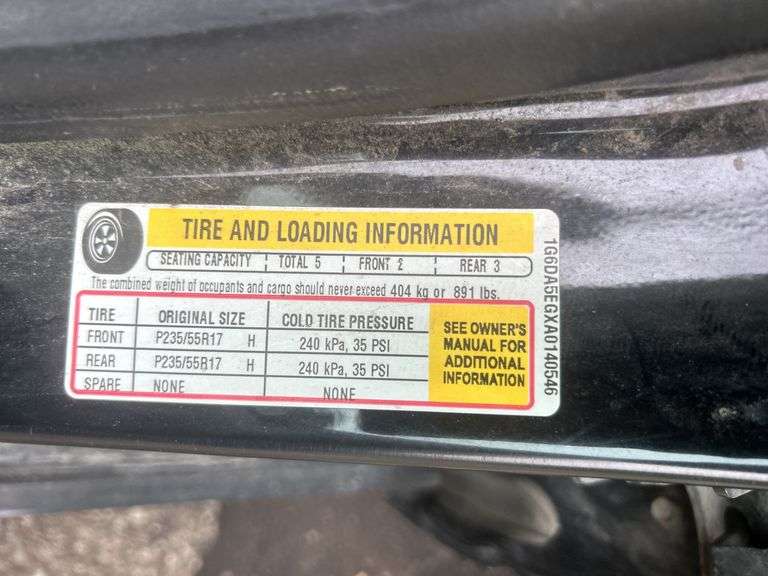 TIRE AND LOADING INFORMATION
SEATING CAPACITY TOTAL 5 FRONT 2 REAR 3
The combined weight of occupants and cargo should never exceed 404 kg or 891 lbs.
TIRE ORIGINAL SIZE COLD TIRE PRESSURE
FRONT P235/55R17 H 240 kPa, 35 PSI
REAR P235/55R17 H 240 kPa, 35 PSI
SPARE NONE NONE
SEE OWNER'S
MANUAL FOR
ADDITIONAL
INFORMATION
1G6DA5EGXA0140546